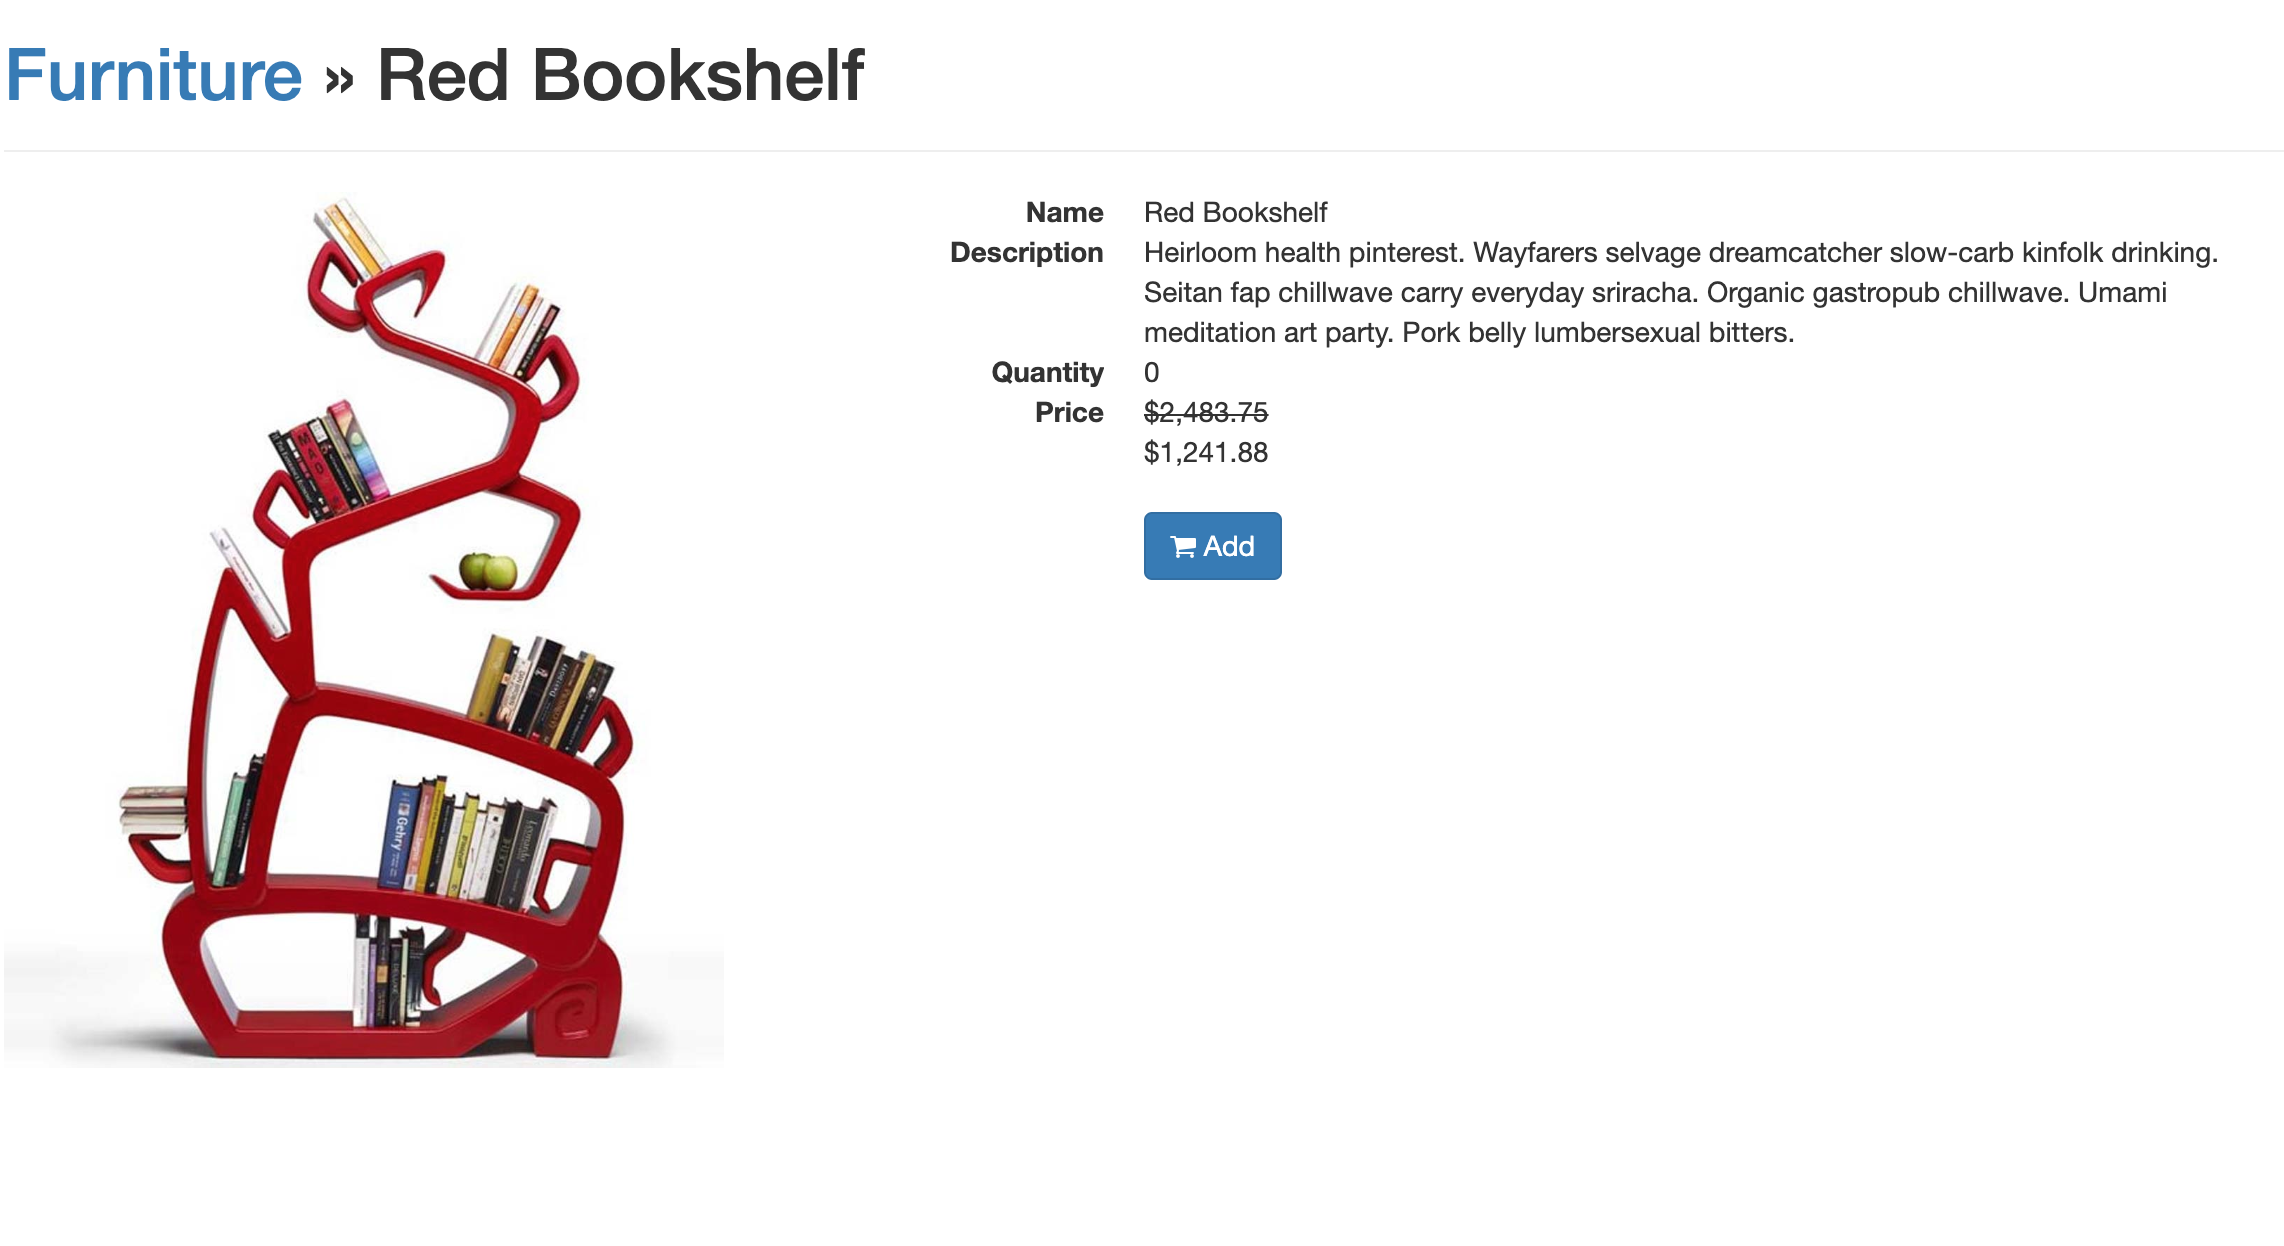 Furniture » Red Bookshelf
Name Red Bookshelf
Description Heirloom health pinterest. Wayfarers selvage dreamcatcher slow-carb kinfolk drinking.
Seitan fap chillwave carry everyday sriracha. Organic gastropub chillwave. Umami
meditation art party. Pork belly lumbersexual bitters.
Quantity 0
Price $2,483.75
$1,241.88
Add
MAO
Gehry